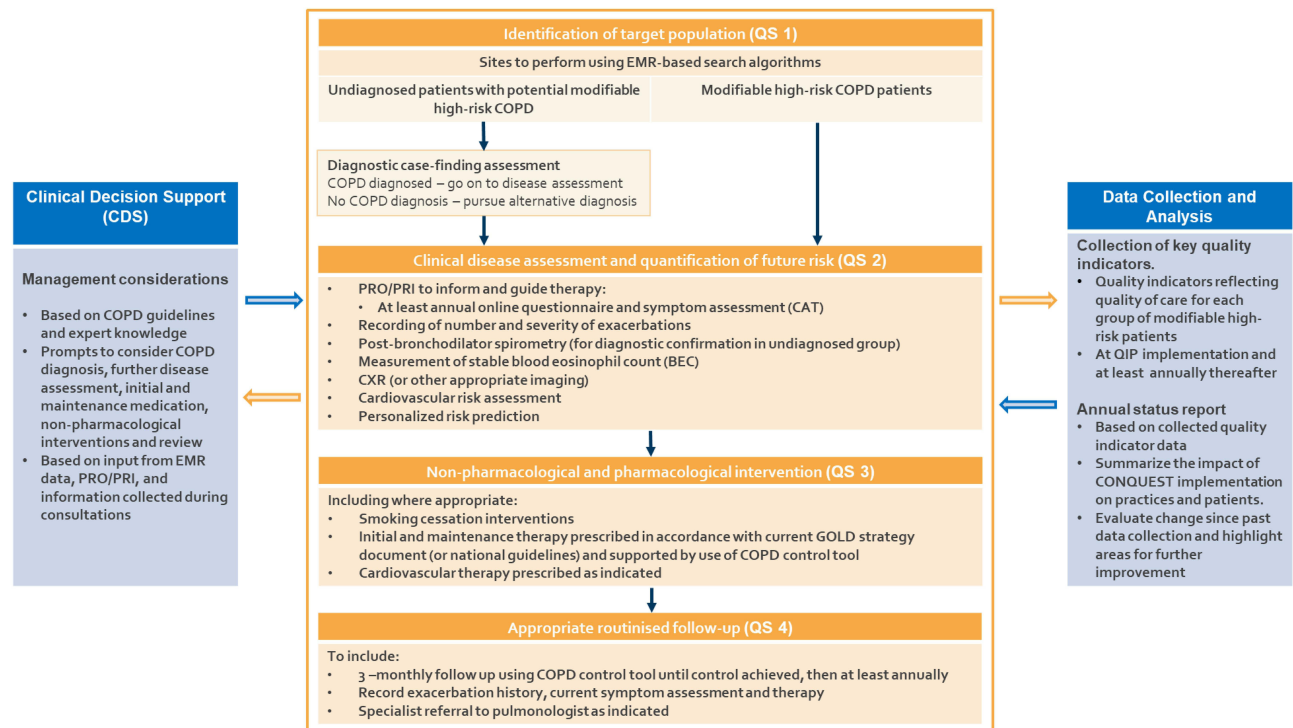 Identification of target population (QS 1)
Sites to perform using EMR-based search algorithms
Undiagnosed patients with potential modifiable
high-risk COPD
Modifiable high-risk COPD patients
Diagnostic case-finding assessment
COPD diagnosed – go on to disease assessment
No COPD diagnosis – pursue alternative diagnosis
Clinical Decision Support
(CDS)
Management considerations
• Based on COPD guidelines
and expert knowledge
• Prompts to consider COPD
diagnosis, further disease
assessment, initial and
maintenance medication,
non-pharmacological
interventions and review
• Based on input from EMR
data, PRO/PRI, and
information collected during
consultations
Clinical disease assessment and quantification of future risk (QS 2)
• PRO/PRI to inform and guide therapy:
• At least annual online questionnaire and symptom assessment (CAT)
• Recording of number and severity of exacerbations
• Post-bronchodilator spirometry (for diagnostic confirmation in undiagnosed group)
• Measurement of stable blood eosinophil count (BEC)
• CXR (or other appropriate imaging)
• Cardiovascular risk assessment
• Personalized risk prediction
Non-pharmacological and pharmacological intervention (QS 3)
Including where appropriate:
• Smoking cessation interventions
• Initial and maintenance therapy prescribed in accordance with current GOLD strategy
document (or national guidelines) and supported by use of COPD control tool
• Cardiovascular therapy prescribed as indicated
Appropriate routinised follow-up (QS 4)
To include:
• 3 –monthly follow up using COPD control tool until control achieved, then at least annually
• Record exacerbation history, current symptom assessment and therapy
• Specialist referral to pulmonologist as indicated
Data Collection and
Analysis
Collection of key quality
indicators.
• Quality indicators reflecting
quality of care for each
group of modifiable high-
risk patients
• At QIP implementation and
at least annually thereafter
Annual status report
• Based on collected quality
indicator data
• Summarize the impact of
CONQUEST implementation
on practices and patients.
• Evaluate change since past
data collection and highlight
areas for further
improvement